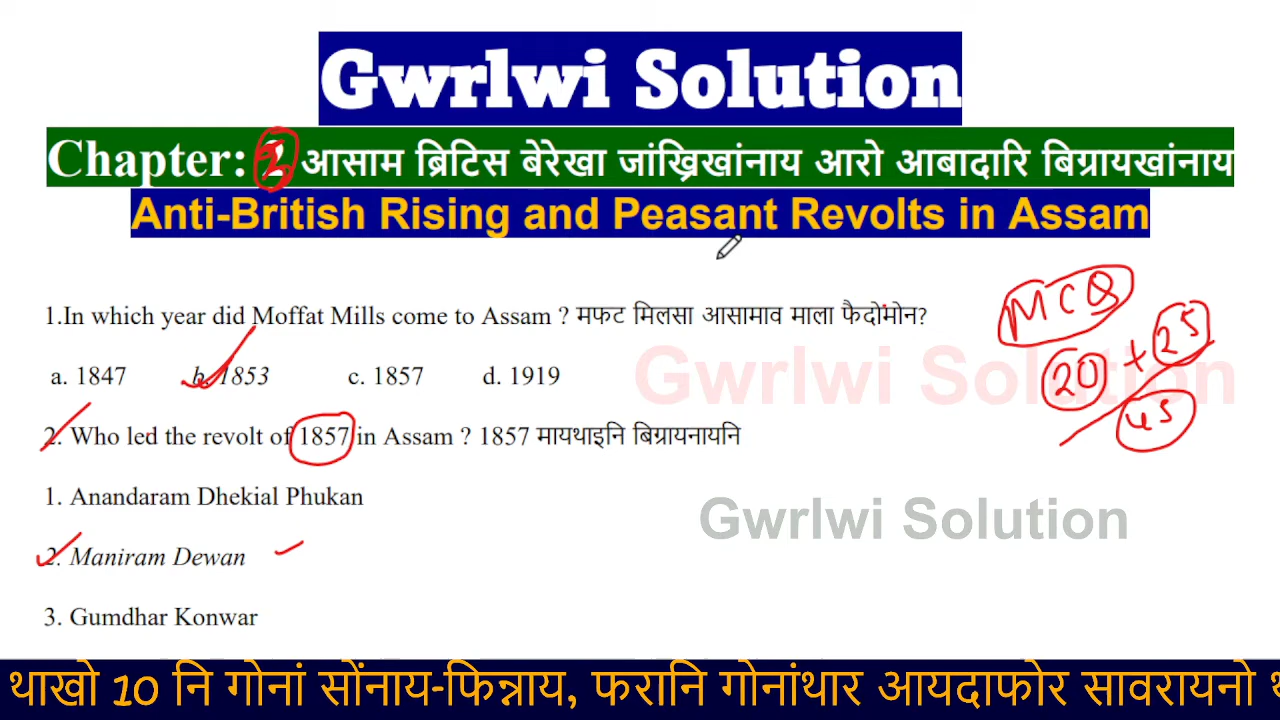 Gwrlwi Solution
Chapter: 2 आसाम ब्रिटिस बेरेखा जांख्रिखांनाय आरो आबादारि बिग्रायखांनाय
Anti-British Rising and Peasant Revolts in Assam
1.In which year did Moffat Mills come to Assam ? मफट मिलसा आसामाव माला फैदोंमोन?
a. 1847 b. 1853 c. 1857 d. 1919
MCQ
20 + 25
45
Gwrlwi Solution
2. Who led the revolt of 1857 in Assam ? 1857 मायथाइनि बिग्रायनायनि
1. Anandaram Dhekial Phukan
Gwrlwi Solution
2. Maniram Dewan
3. Gumdhar Konwar
थाखो 10 नि गोनां सोंनाय-फिन्नाय, फरानि गोनांथार आयदाफोर सावरायनो